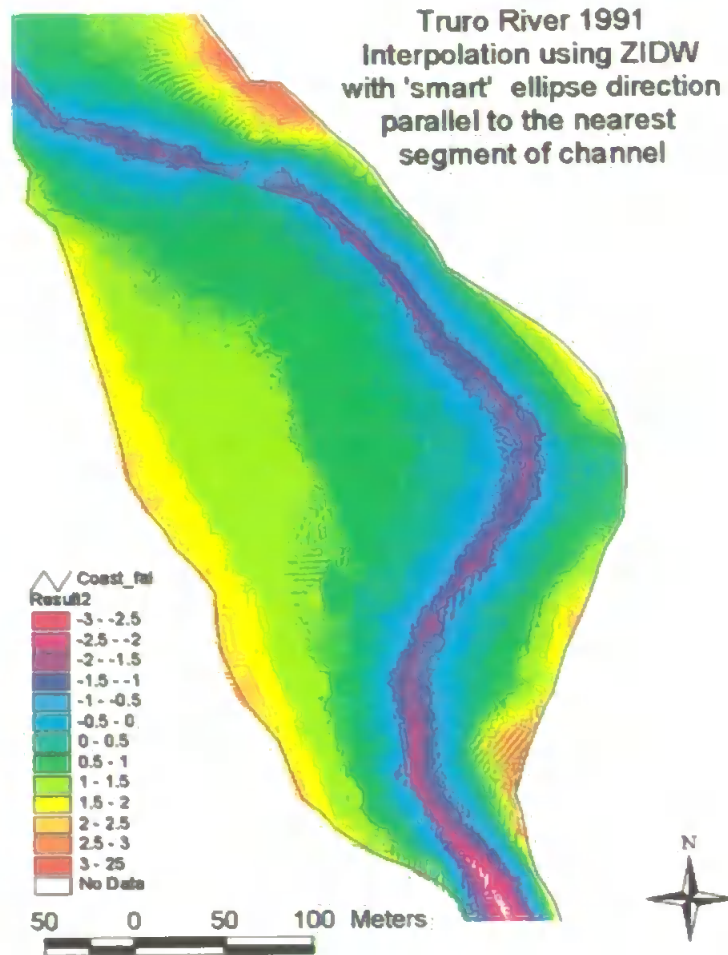 Truro River 1991
Interpolation using ZIDW
with 'smart' ellipse direction
parallel to the nearest
segment of channel
Coast_fal
Result2
-3 - -2.5
-2.5 - -2
-2 - -1.5
-1.5 - -1
-1 - -0.5
-0.5 - 0
0 - 0.5
0.5 - 1
1 - 1.5
1.5 - 2
2 - 2.5
2.5 - 3
3 - 25
No Data
50 0 50 100 Meters
N